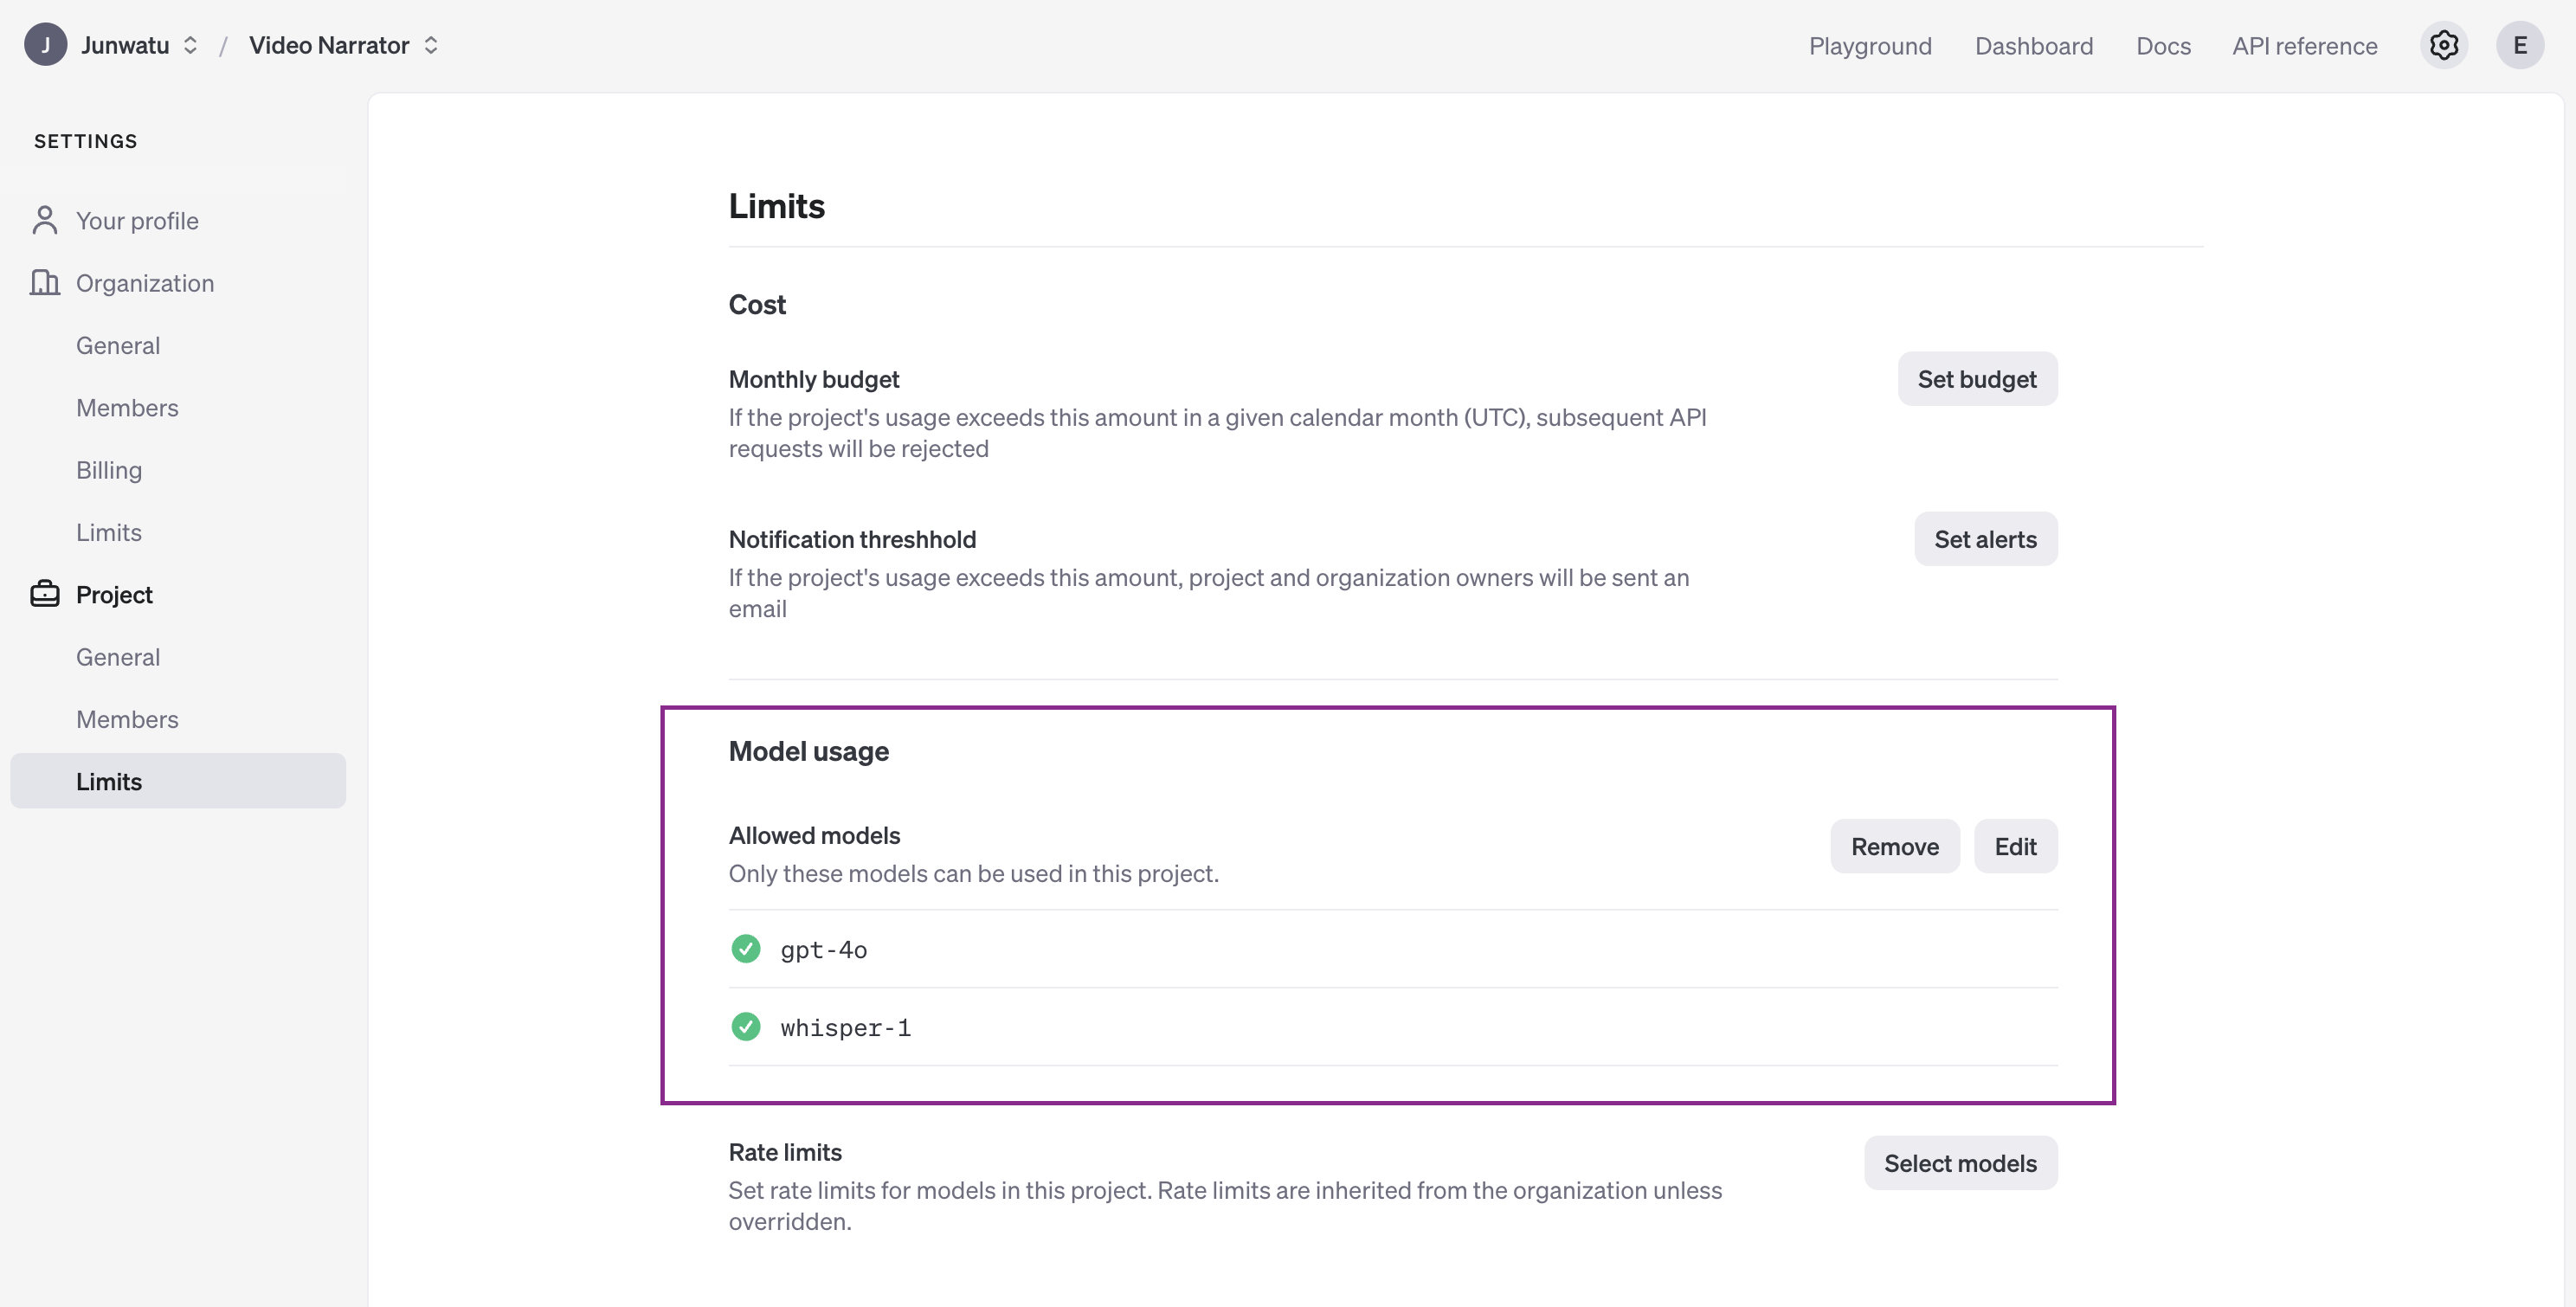 J Junwatu / Video Narrator
Playground Dashboard Docs API reference E
SETTINGS
Your profile
Organization
General
Members
Billing
Limits
Project
General
Members
Limits
Limits
Cost
Monthly budget
Set budget
If the project's usage exceeds this amount in a given calendar month (UTC), subsequent API
requests will be rejected
Notification threshhold
Set alerts
If the project's usage exceeds this amount, project and organization owners will be sent an
email
Model usage
Allowed models
Remove Edit
Only these models can be used in this project.
gpt-4o
whisper-1
Rate limits
Select models
Set rate limits for models in this project. Rate limits are inherited from the organization unless
overridden.